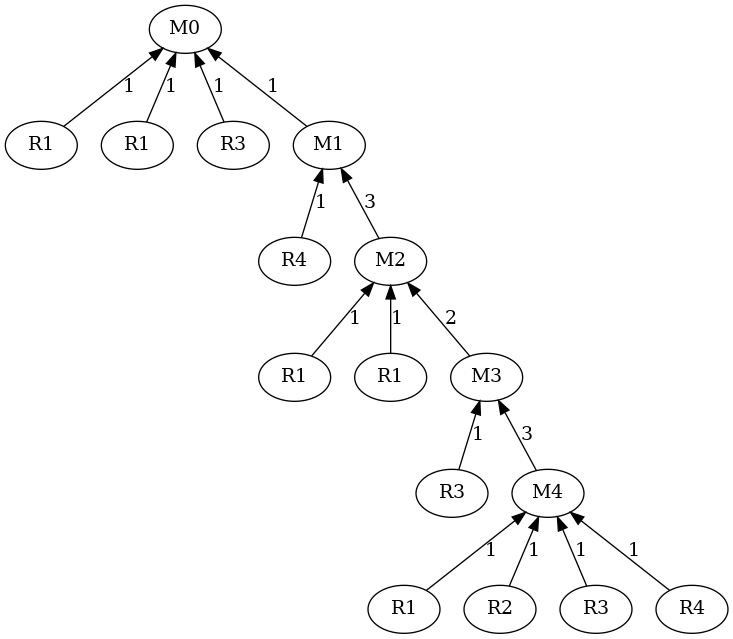 M0
1 1 1 1
R1 R1 R3 M1
1 3
R4 M2
1 1 2
R1 R1 M3
1 3
R3 M4
1 1 1 1
R1 R2 R3 R4